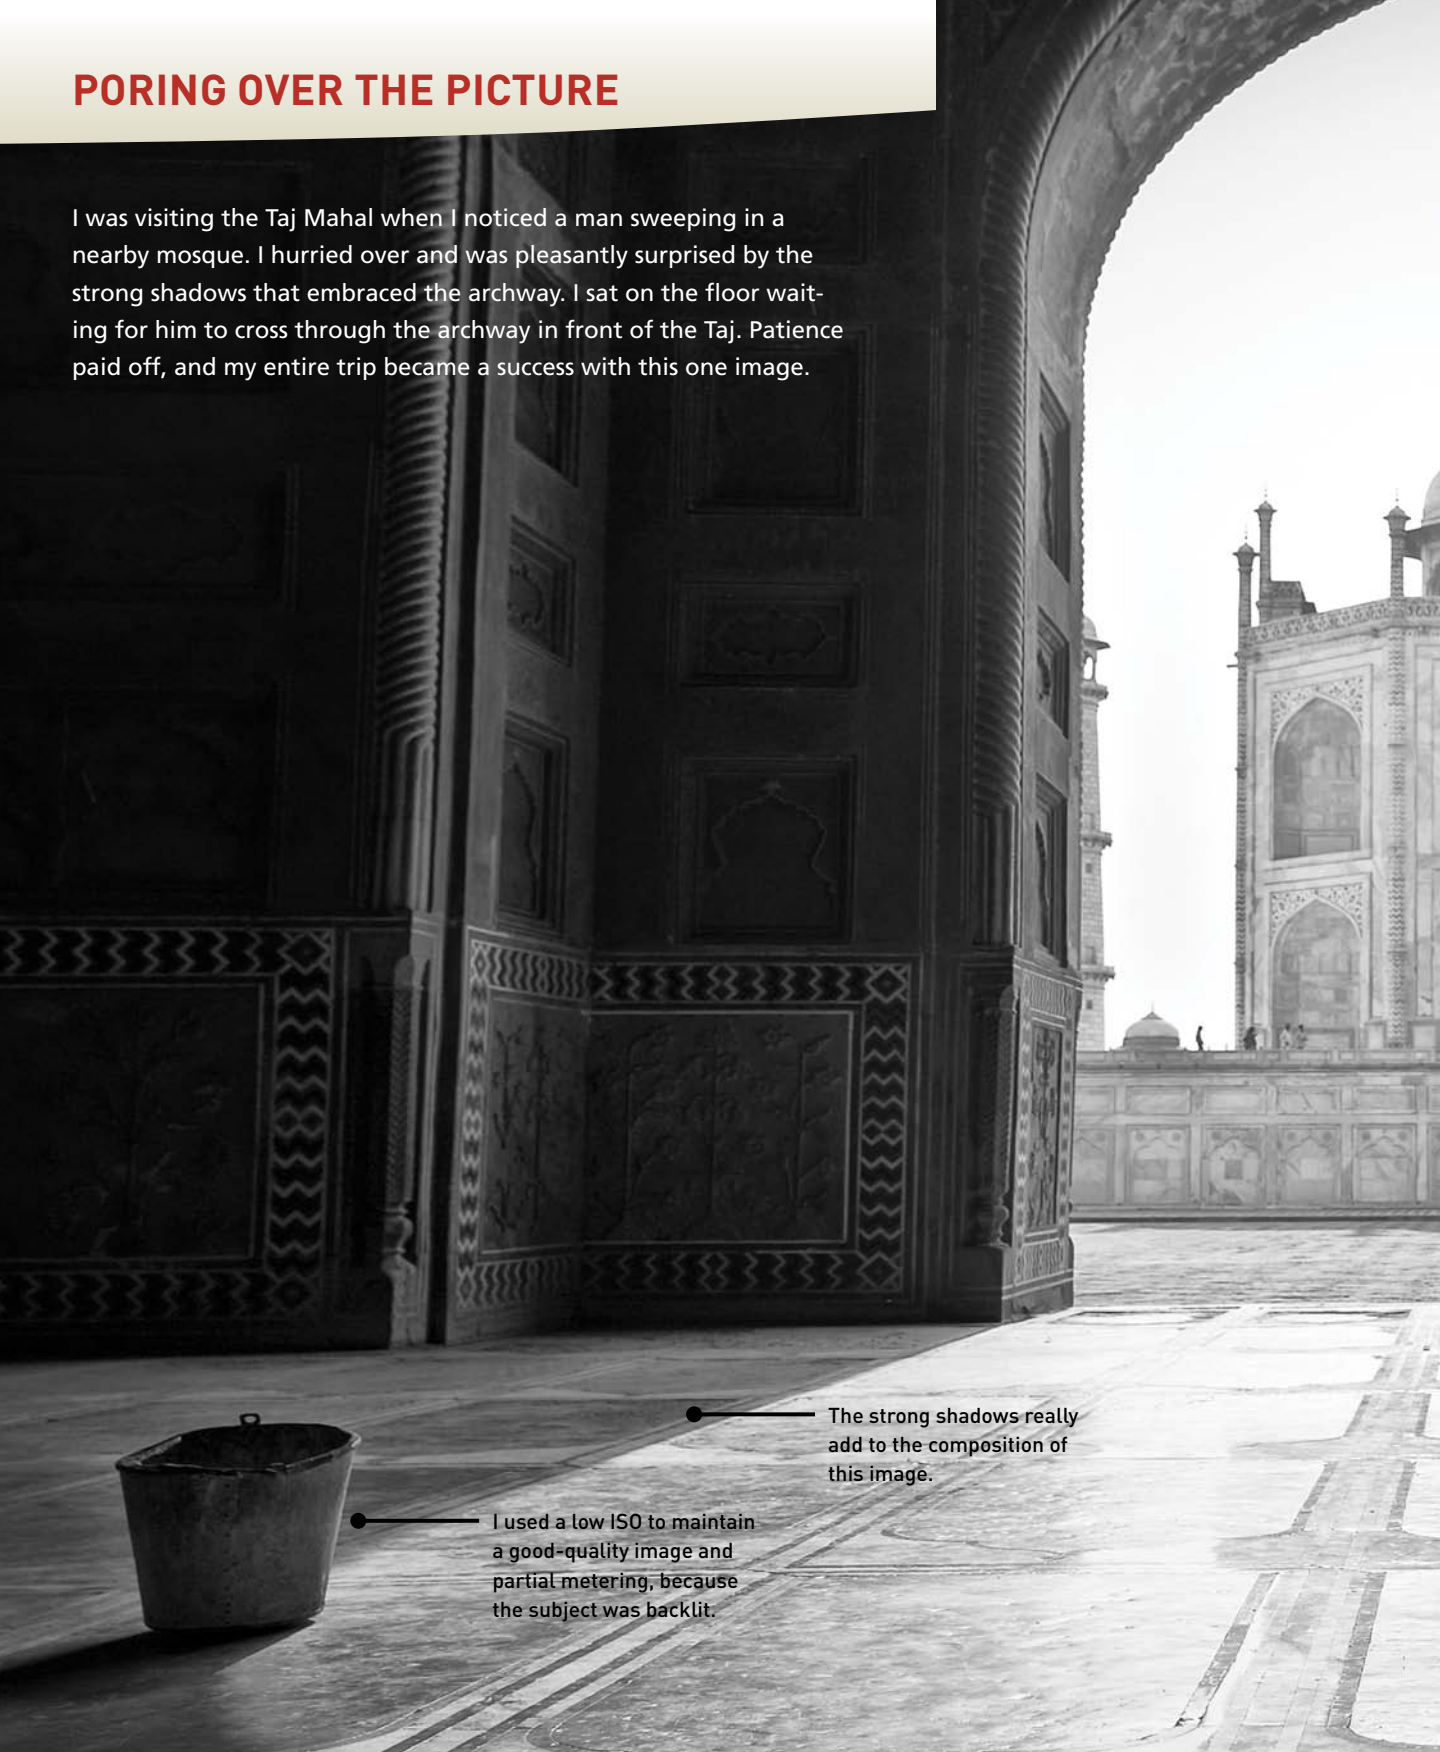 PORING OVER THE PICTURE
I was visiting the Taj Mahal when I noticed a man sweeping in a
nearby mosque. I hurried over and was pleasantly surprised by the
strong shadows that embraced the archway. I sat on the floor wait-
ing for him to cross through the archway in front of the Taj. Patience
paid off, and my entire trip became a success with this one image.
The strong shadows really
add to the composition of
this image.
I used a low ISO to maintain
a good-quality image and
partial metering, because
the subject was backlit.